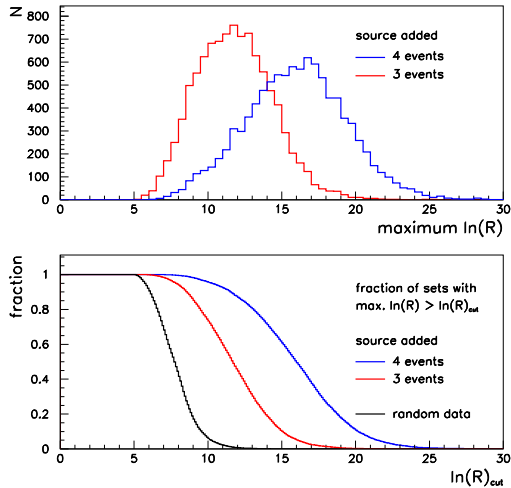 N
800
700
600
500
400
300
200
100
0
source added
4 events
3 events
0 5 10 15 20 25 30
maximum ln(R)
fraction
1
0.8
0.6
0.4
0.2
0
fraction of sets with
max. ln(R) > ln(R)cut
source added
4 events
3 events
random data
0 5 10 15 20 25 30
ln(R)cut